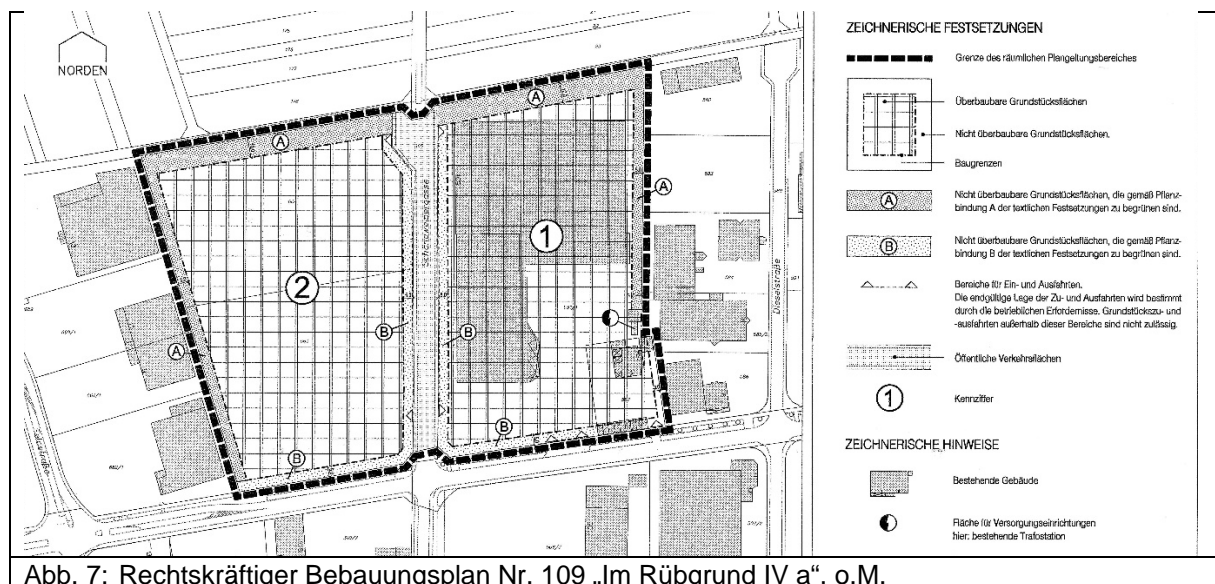 NORDEN
A
A
A
A
1
2
B
B
B
B
Dieselstraße
ZEICHNERISCHE FESTSETZUNGEN
Grenze des räumlichen Plangeltungsbereiches
Überbaubare Grundstücksflächen
Nicht überbaubare Grundstücksflächen.
Baugrenzen
A
Nicht überbaubare Grundstücksflächen, die gemäß Pflanz-
bindung A der textlichen Festsetzungen zu begrünen sind.
B
Nicht überbaubare Grundstücksflächen, die gemäß Pflanz-
bindung B der textlichen Festsetzungen zu begrünen sind.
Bereiche für Ein- und Ausfahrten.
Die endgültige Lage der Zu- und Ausfahrten wird bestimmt
durch die betrieblichen Erfordernisse. Grundstückszu- und
-ausfahrten außerhalb dieser Bereiche sind nicht zulässig.
Öffentliche Verkehrsflächen
1
Kennziffer
ZEICHNERISCHE HINWEISE
Bestehende Gebäude
Fläche für Versorgungseinrichtungen
hier: bestehende Trafostation
Abb. 7: Rechtskräftiger Bebauungsplan Nr. 109 „Im Rübgrund IV a“, o.M.